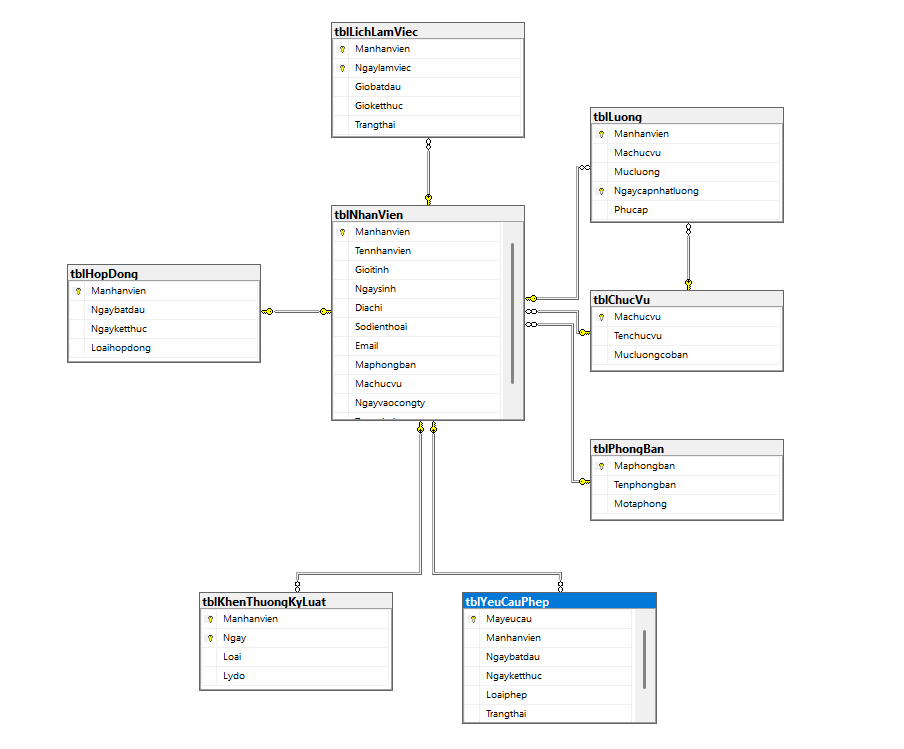 tblLichLamViec
Manhanvien
Ngaylamviec
Giobatdau
Gioketthuc
Trangthai
tblLuong
Manhanvien
Machucvu
Mucluong
Ngaycapnhatluong
Phucap
tblNhanVien
Manhanvien
Tennhanvien
Gioitinh
Ngaysinh
Diachi
Sodienthoai
Email
Maphongban
Machucvu
Ngayvaocongty
tblHopDong
Manhanvien
Ngaybatdau
Ngayketthuc
Loaihopdong
tblChucVu
Machucvu
Tenchucvu
Mucluongcoban
tblPhongBan
Maphongban
Tenphongban
Motaphong
tblKhenThuongKyLuat
Manhanvien
Ngay
Loai
Lydo
tblYeuCauPhep
Mayeucau
Manhanvien
Ngaybatdau
Ngayketthuc
Loaiphep
Trangthai